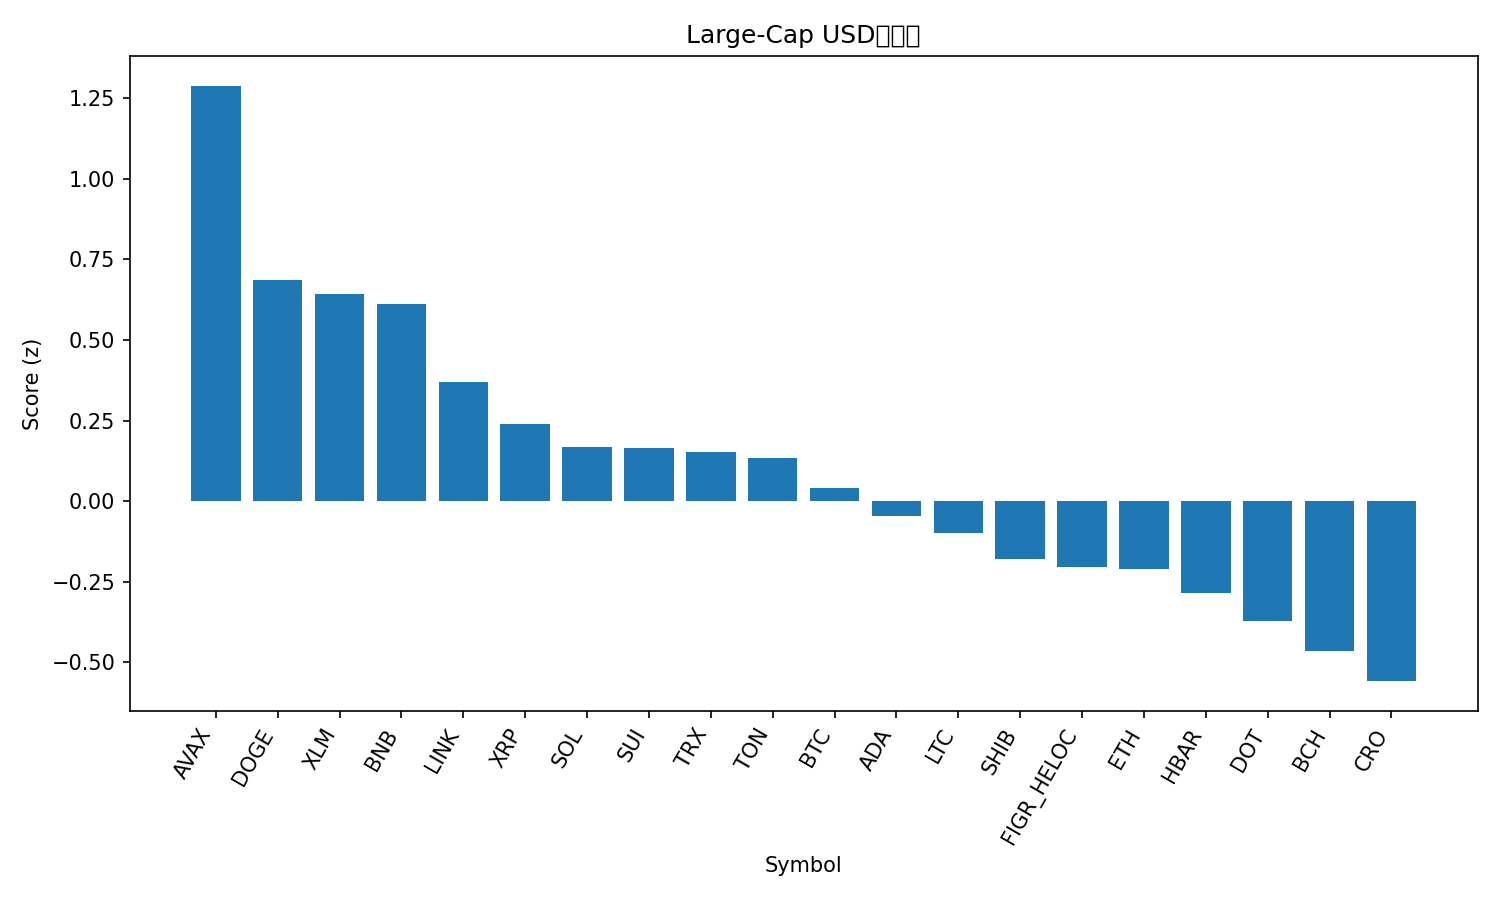 Large-Cap USD
1.25
1.00
0.75
0.50
0.25
0.00
−0.25
−0.50
Score (z)
AVAX
DOGE
XLM
BNB
LINK
XRP
SOL
SUI
TRX
TON
BTC
ADA
LTC
SHIB
FIGR_HELOC
ETH
HBAR
DOT
BCH
CRO
Symbol